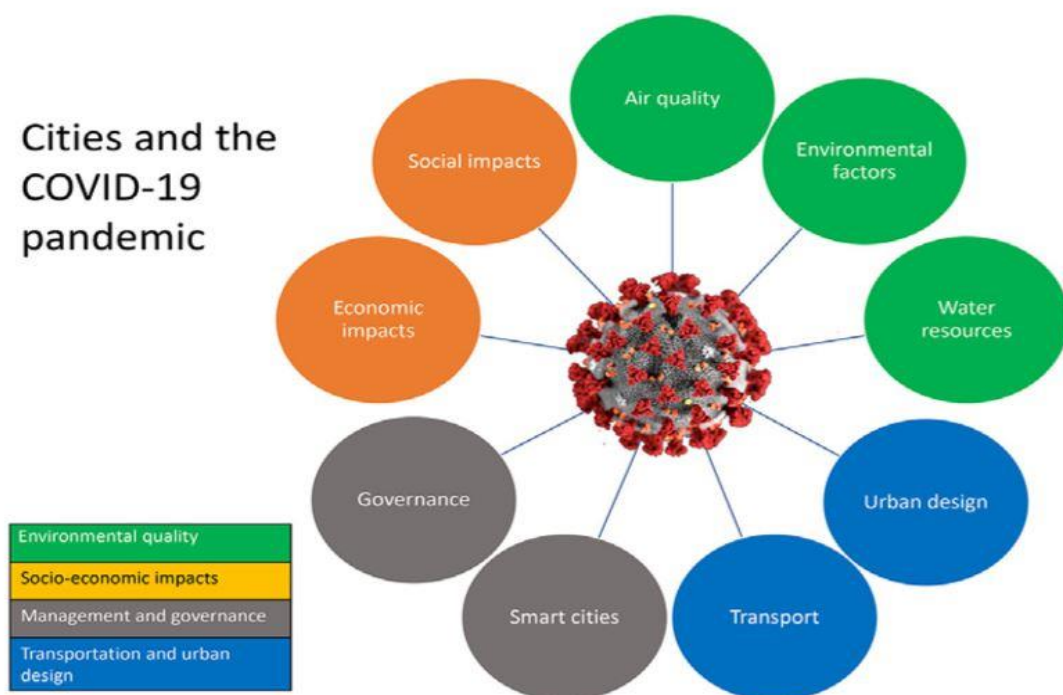 Cities and the
COVID-19
pandemic
Air quality
Environmental
factors
Water
resources
Urban design
Transport
Smart cities
Governance
Economic
impacts
Social impacts
Environmental quality
Socio-economic impacts
Management and governance
Transportation and urban
design